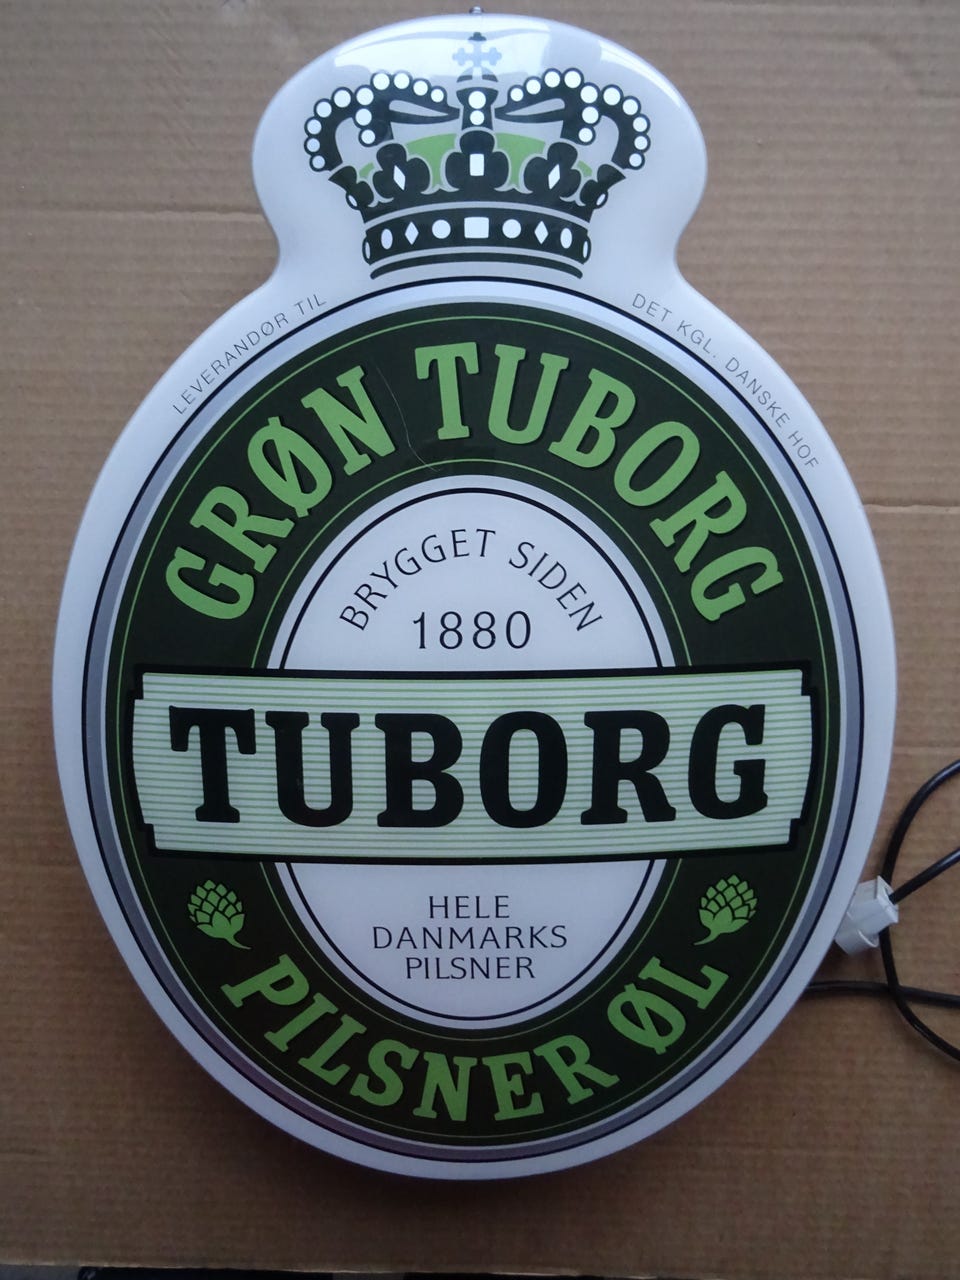 LEVERANDØR TIL
DET KGL. DANSKE HOF
GRØN TUBORG
BRYGGET SIDEN
1880
TUBORG
HELE
DANMARKS
PILSNER
PILSNER ØL